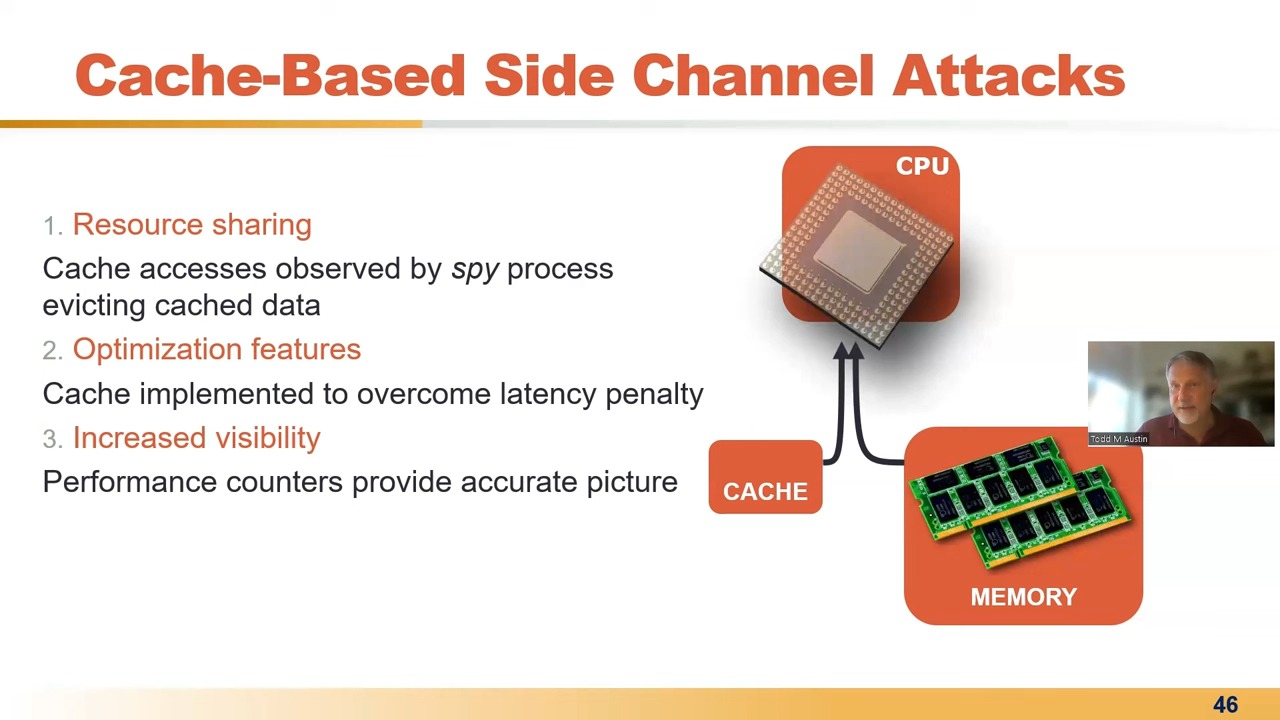 Cache-Based Side Channel Attacks
1. Resource sharing
Cache accesses observed by spy process
evicting cached data
2. Optimization features
Cache implemented to overcome latency penalty
3. Increased visibility
Performance counters provide accurate picture
CPU
CACHE
MEMORY
Todd M Austin
46